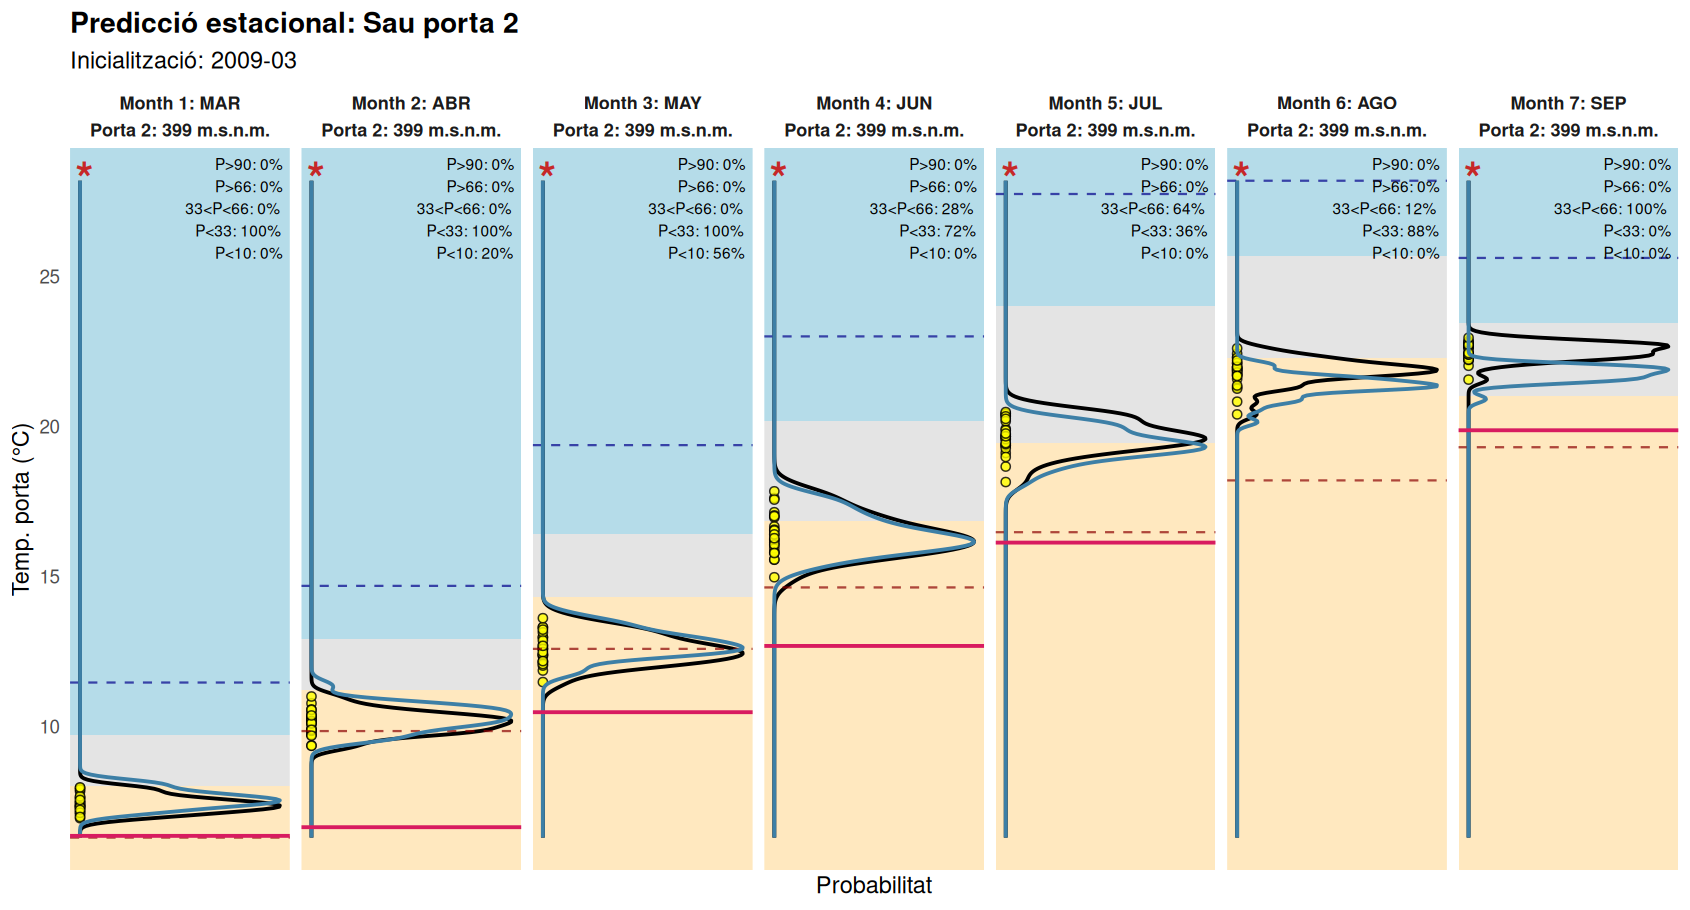 Predicció estacional: Sau porta 2
Inicialització: 2009-03
Month 1: MAR
Porta 2: 399 m.s.n.m.
Month 2: ABR
Porta 2: 399 m.s.n.m.
Month 3: MAY
Porta 2: 399 m.s.n.m.
Month 4: JUN
Porta 2: 399 m.s.n.m.
Month 5: JUL
Porta 2: 399 m.s.n.m.
Month 6: AGO
Porta 2: 399 m.s.n.m.
Month 7: SEP
Porta 2: 399 m.s.n.m.
*
P>90: 0%
P>66: 0%
33<P<66: 0%
P<33: 100%
P<10: 0%
*
P>90: 0%
P>66: 0%
33<P<66: 0%
P<33: 100%
P<10: 20%
*
P>90: 0%
P>66: 0%
33<P<66: 0%
P<33: 100%
P<10: 56%
*
P>90: 0%
P>66: 0%
33<P<66: 28%
P<33: 72%
P<10: 0%
*
P>90: 0%
P>66: 0%
33<P<66: 64%
P<33: 36%
P<10: 0%
*
P>90: 0%
P>66: 0%
33<P<66: 12%
P<33: 88%
P<10: 0%
*
P>90: 0%
P>66: 0%
33<P<66: 100%
P<33: 0%
P<10: 0%
25
20
15
10
Temp. porta (°C)
Probabilitat